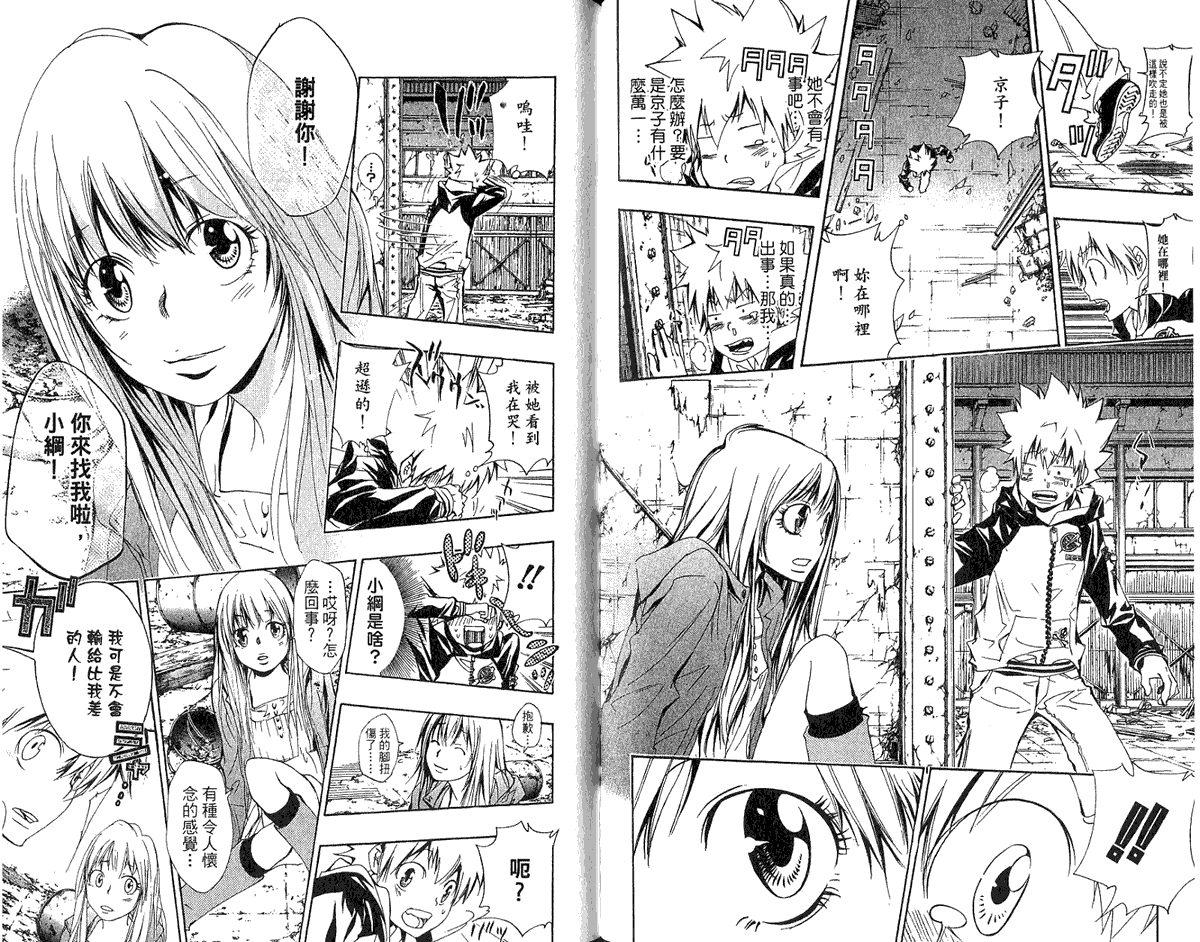 說不定她也是被
這樣吹走的！
她在哪裡！
京子！
妳在哪裡
啊！
她不會有
事吧…
怎麼辦？要
是京子有什
麼萬一…
如果真的…
出事…那我…
!!
嗚哇！
…？
謝謝你！
你來找我啦，
小綱！
被她看到
我在哭！
超遜的！
!!
小綱是啥？
抱歉…
我的腳扭
傷了…
呃？
…哎呀？怎
麼回事？
有種令人懷
念的感覺…
我可是不會
輸給比我差
的人！